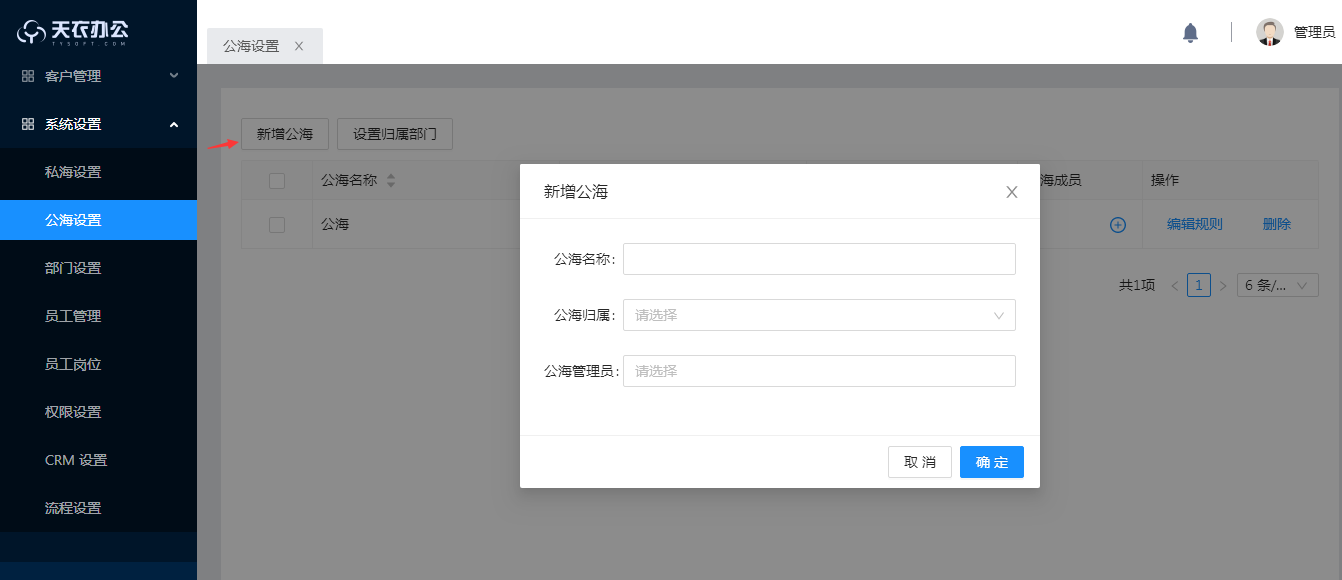 天衣办公
TYSOFT.COM
客户管理
系统设置
私海设置
公海设置
部门设置
员工管理
员工岗位
权限设置
CRM 设置
流程设置
公海设置
管理员
新增公海 设置归属部门
公海名称 海成员 操作
公海 编辑规则 删除
共1项 1 6 条/...
新增公海
公海名称:
公海归属: 请选择
公海管理员: 请选择
取 消 确 定